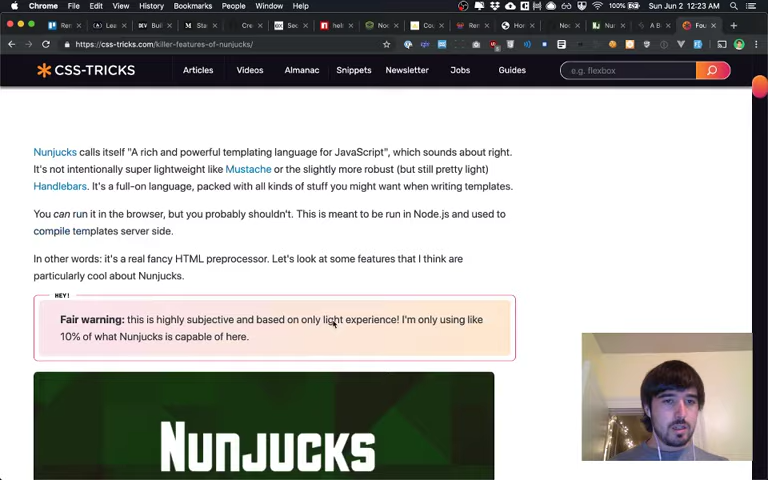 Chrome File Edit View History Bookmarks People Window Help
100%
Sun Jun 2 12:23 AM
https://css-tricks.com/killer-features-of-nunjucks/
CSS-TRICKS
Articles Videos Almanac Snippets Newsletter Jobs Guides
e.g. flexbox
Nunjucks calls itself "A rich and powerful templating language for JavaScript", which sounds about right.
It's not intentionally super lightweight like Mustache or the slightly more robust (but still pretty light)
Handlebars. It's a full-on language, packed with all kinds of stuff you might want when writing templates.
You can run it in the browser, but you probably shouldn't. This is meant to be run in Node.js and used to
compile templates server side.
In other words: it's a real fancy HTML preprocessor. Let's look at some features that I think are
particularly cool about Nunjucks.
HEY!
Fair warning: this is highly subjective and based on only light experience! I'm only using like
10% of what Nunjucks is capable of here.
NUNJUCKS